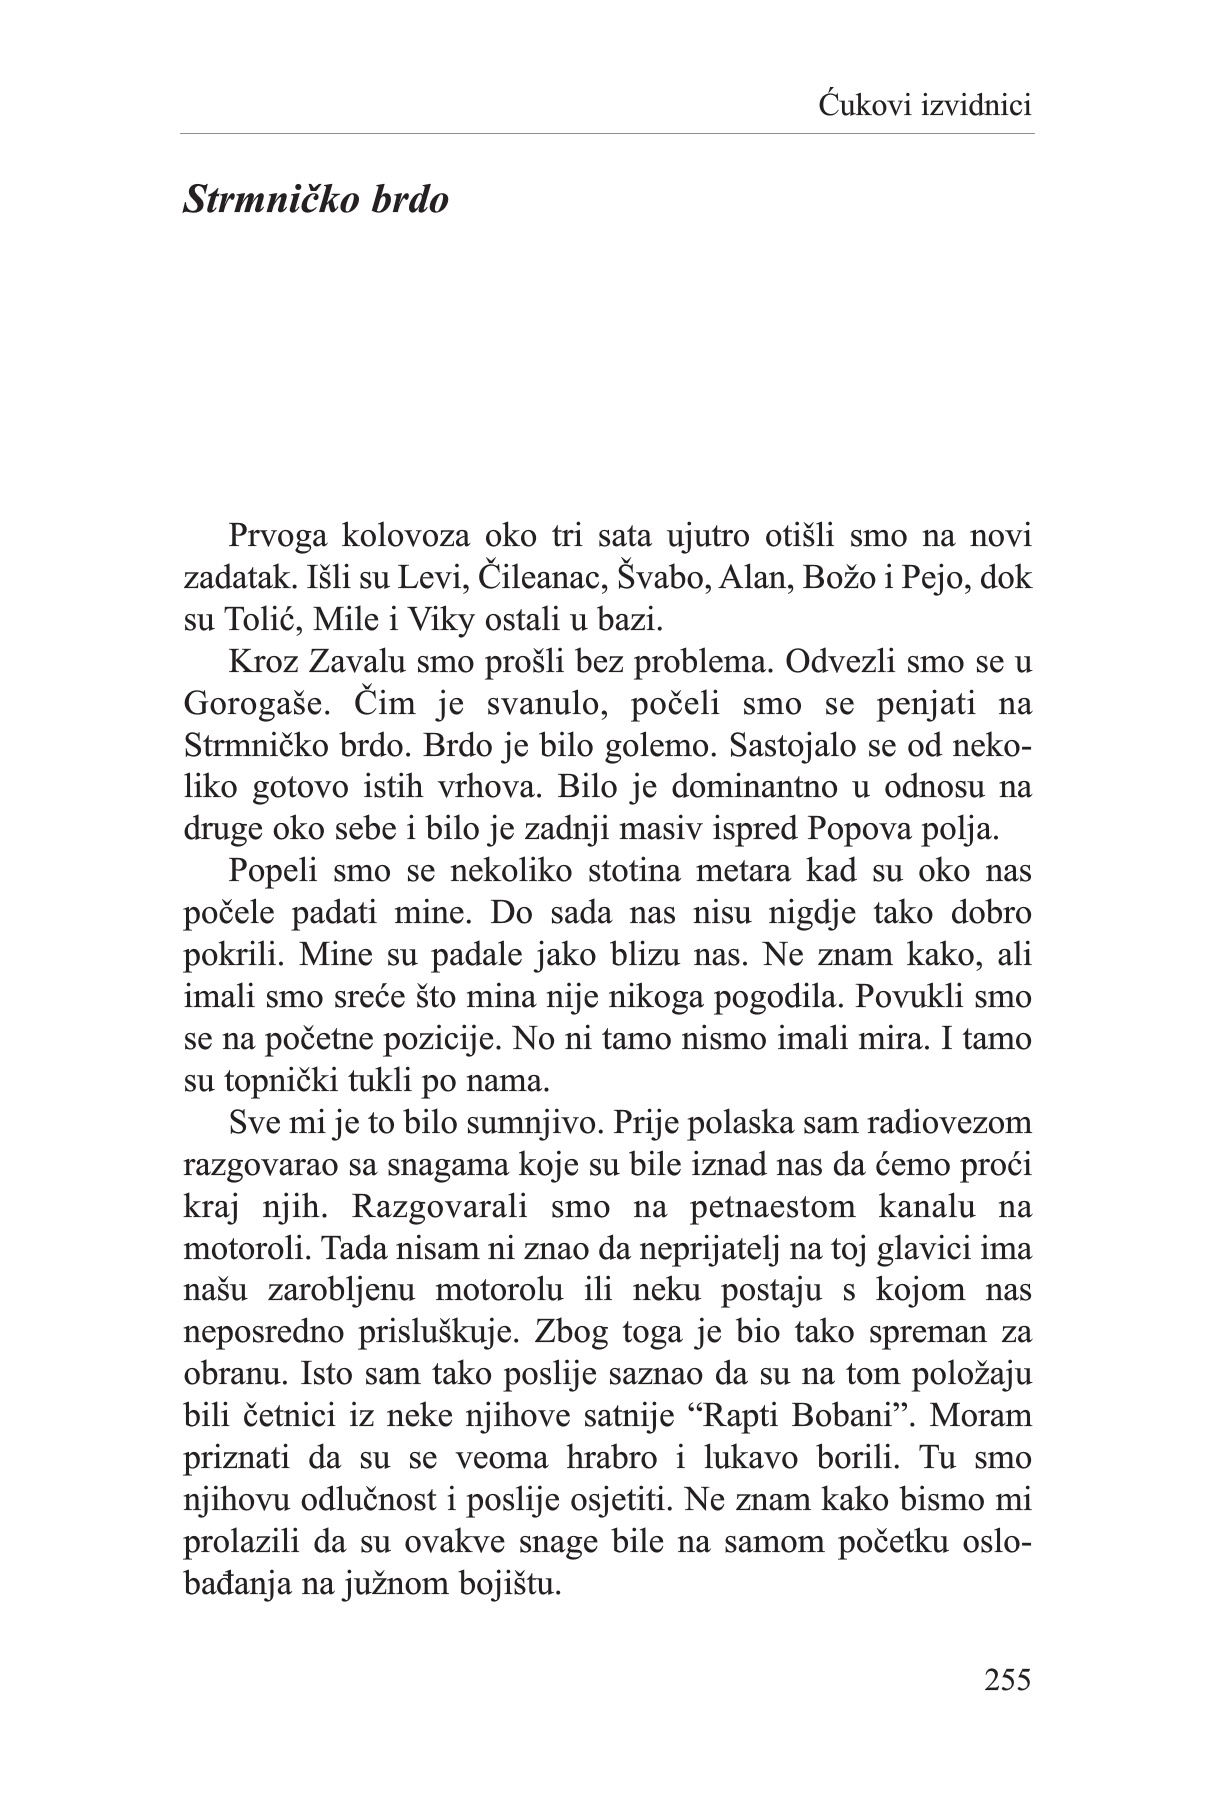 Ćukovi izvidnici
Strmničko brdo
Prvoga kolovoza oko tri sata ujutro otišli smo na novi
zadatak. Išli su Levi, Čileanac, Švabo, Alan, Božo i Pejo, dok
su Tolić, Mile i Viky ostali u bazi.
Kroz Zavalu smo prošli bez problema. Odvezli smo se u
Gorogaše. Čim je svanulo, počeli smo se penjati na
Strmničko brdo. Brdo je bilo golemo. Sastojalo se od neko-
liko gotovo istih vrhova. Bilo je dominantno u odnosu na
druge oko sebe i bilo je zadnji masiv ispred Popova polja.
Popeli smo se nekoliko stotina metara kad su oko nas
počele padati mine. Do sada nas nisu nigdje tako dobro
pokrili. Mine su padale jako blizu nas. Ne znam kako, ali
imali smo sreće što mina nije nikoga pogodila. Povukli smo
se na početne pozicije. No ni tamo nismo imali mira. I tamo
su topnički tukli po nama.
Sve mi je to bilo sumnjivo. Prije polaska sam radiovezom
razgovarao sa snagama koje su bile iznad nas da ćemo proći
kraj njih. Razgovarali smo na petnaestom kanalu na
motoroli. Tada nisam ni znao da neprijatelj na toj glavici ima
našu zarobljenu motorolu ili neku postaju s kojom nas
neposredno prisluškuje. Zbog toga je bio tako spreman za
obranu. Isto sam tako poslije saznao da su na tom položaju
bili četnici iz neke njihove satnije “Rapti Bobani”. Moram
priznati da su se veoma hrabro i lukavo borili. Tu smo
njihovu odlučnost i poslije osjetiti. Ne znam kako bismo mi
prolazili da su ovakve snage bile na samom početku oslo-
bađanja na južnom bojištu.
255